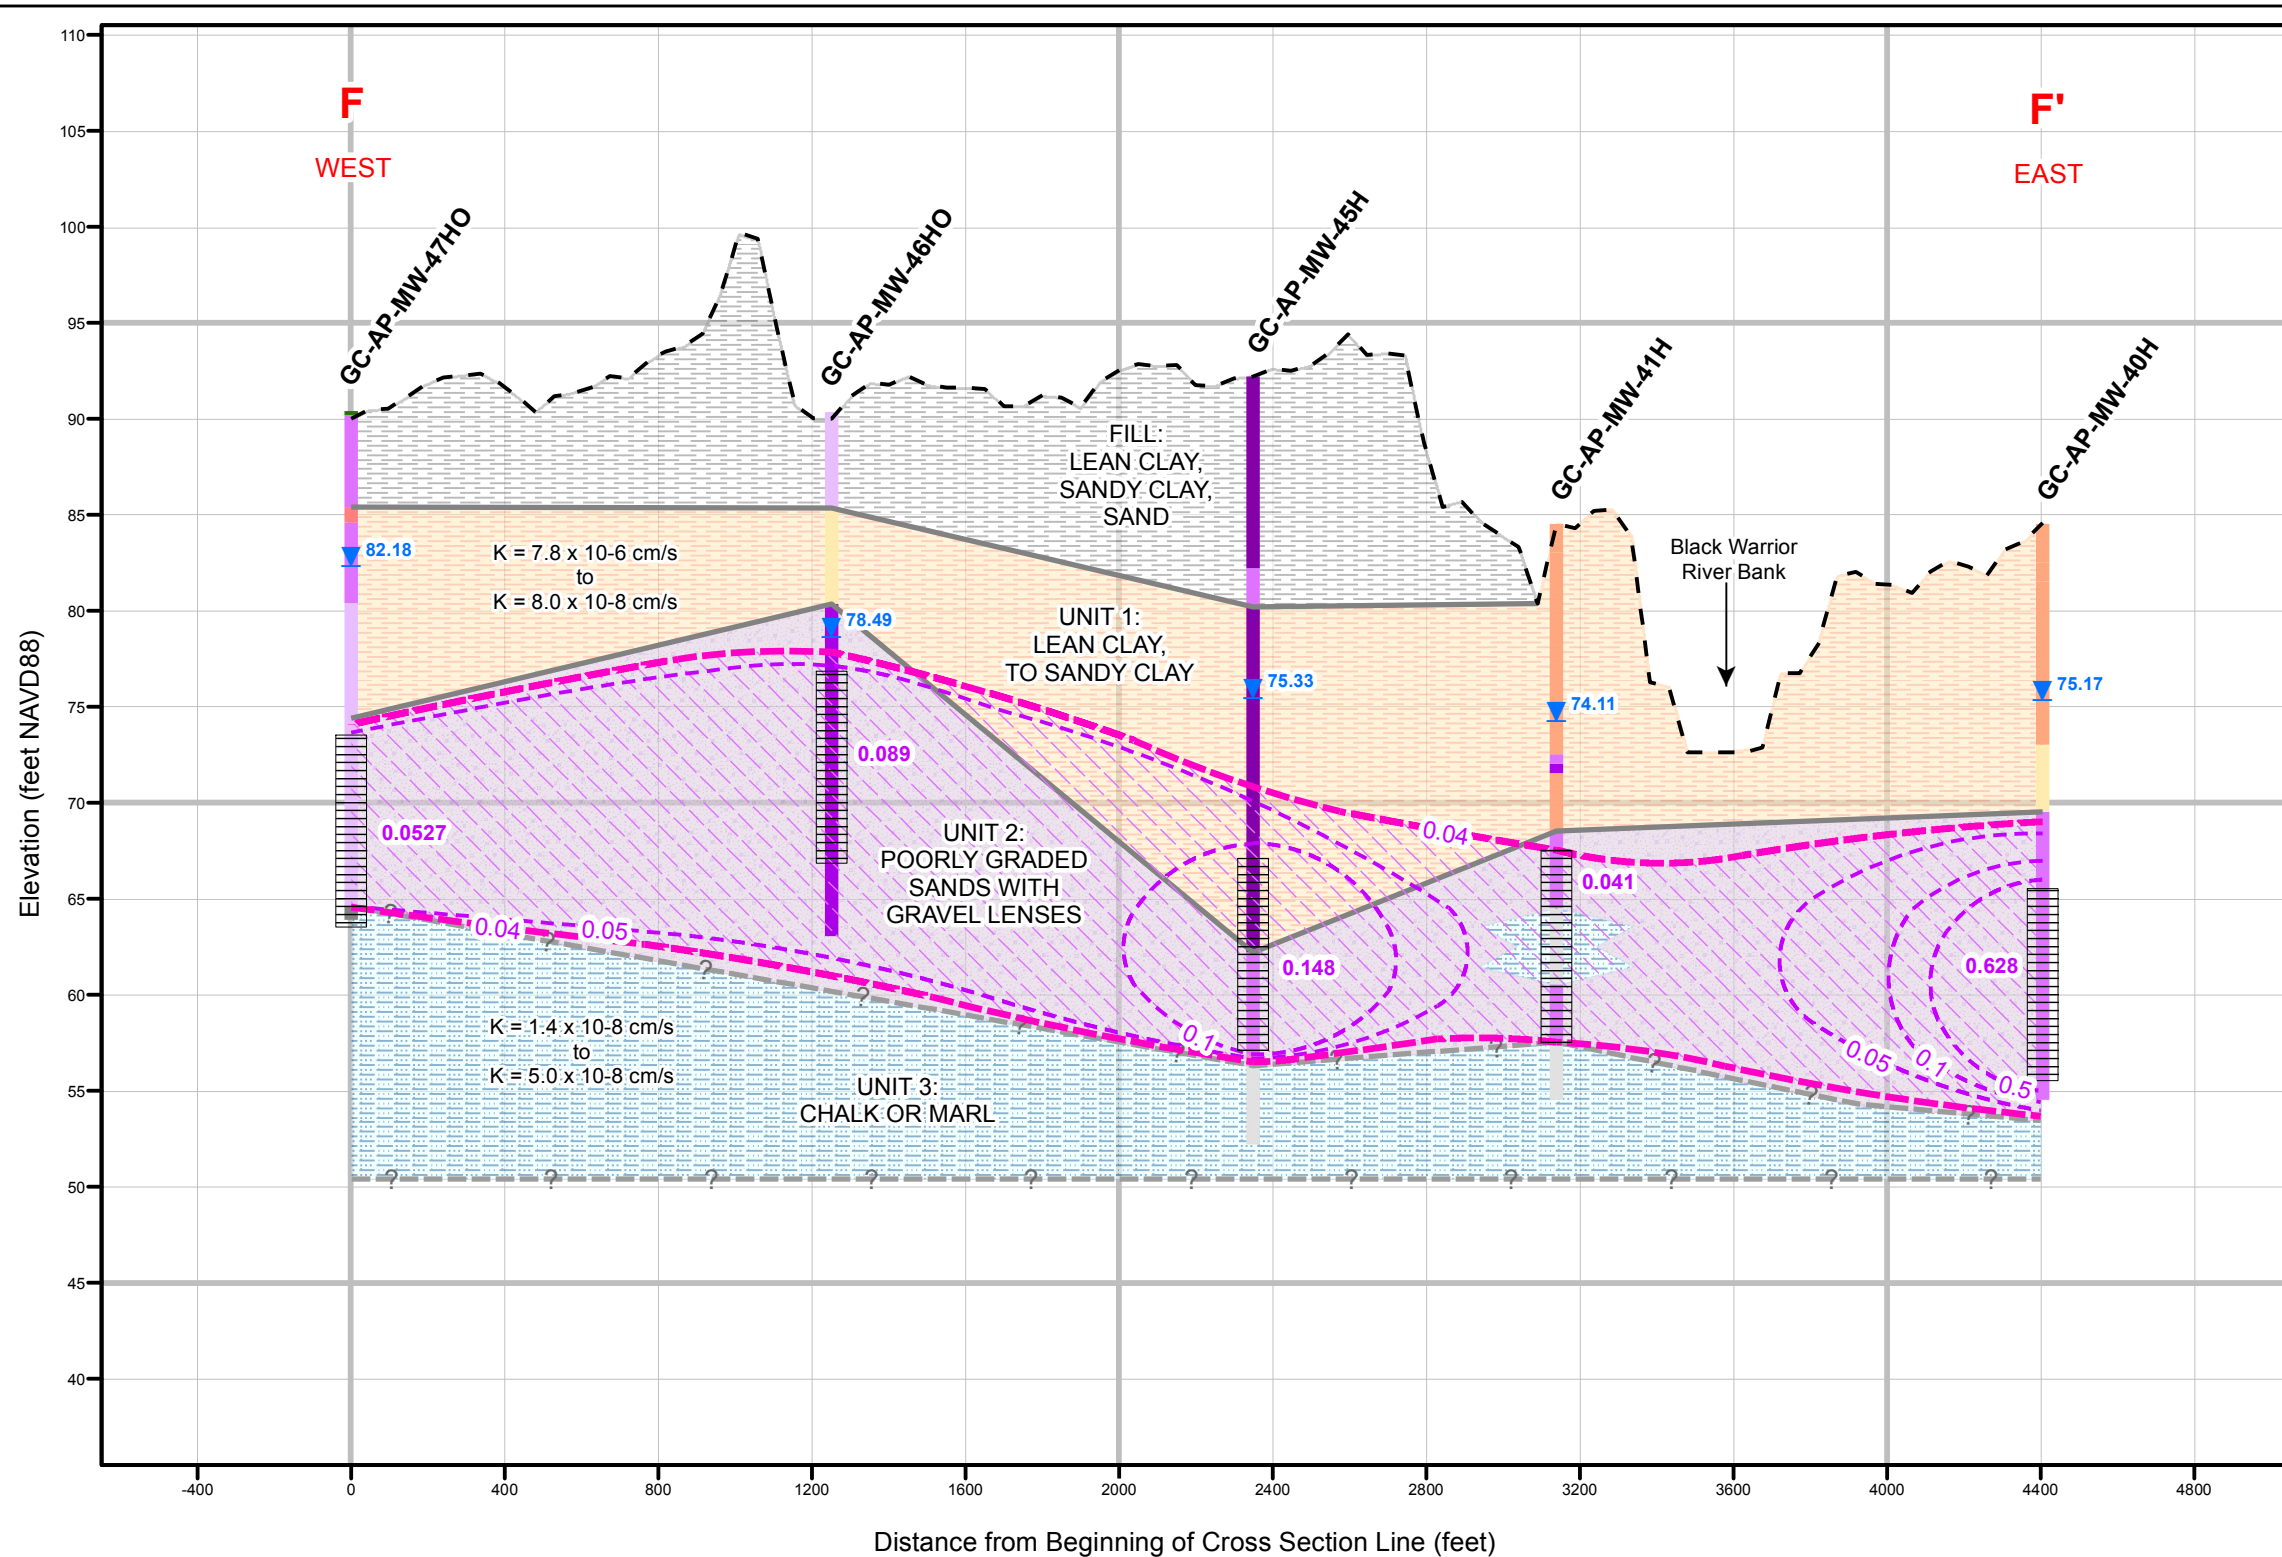 F
F'
WEST
EAST
GC-AP-MW-47HO
GC-AP-MW-46HO
GC-AP-MW-45H
GC-AP-MW-41H
GC-AP-MW-40H
Elevation (feet NAVD88)
110
105
100
95
90
85
80
75
70
65
60
55
50
45
40
FILL:
LEAN CLAY,
SANDY CLAY,
SAND
82.18
K = 7.8 x 10-6 cm/s
to
K = 8.0 x 10-8 cm/s
Black Warrior
River Bank
78.49
UNIT 1:
LEAN CLAY,
TO SANDY CLAY
75.33
74.11
75.17
0.089
0.0527
UNIT 2:
POORLY GRADED
SANDS WITH
GRAVEL LENSES
0.04
0.041
0.04
0.05
0.148
0.628
0.1
0.05
0.1
0.5
K = 1.4 x 10-8 cm/s
to
K = 5.0 x 10-8 cm/s
UNIT 3:
CHALK OR MARL
? ? ? ? ? ? ? ? ? ? ? ?
? ? ? ? ? ? ? ? ? ? ?
-400
0
400
800
1200
1600
2000
2400
2800
3200
3600
4000
4400
4800
Distance from Beginning of Cross Section Line (feet)